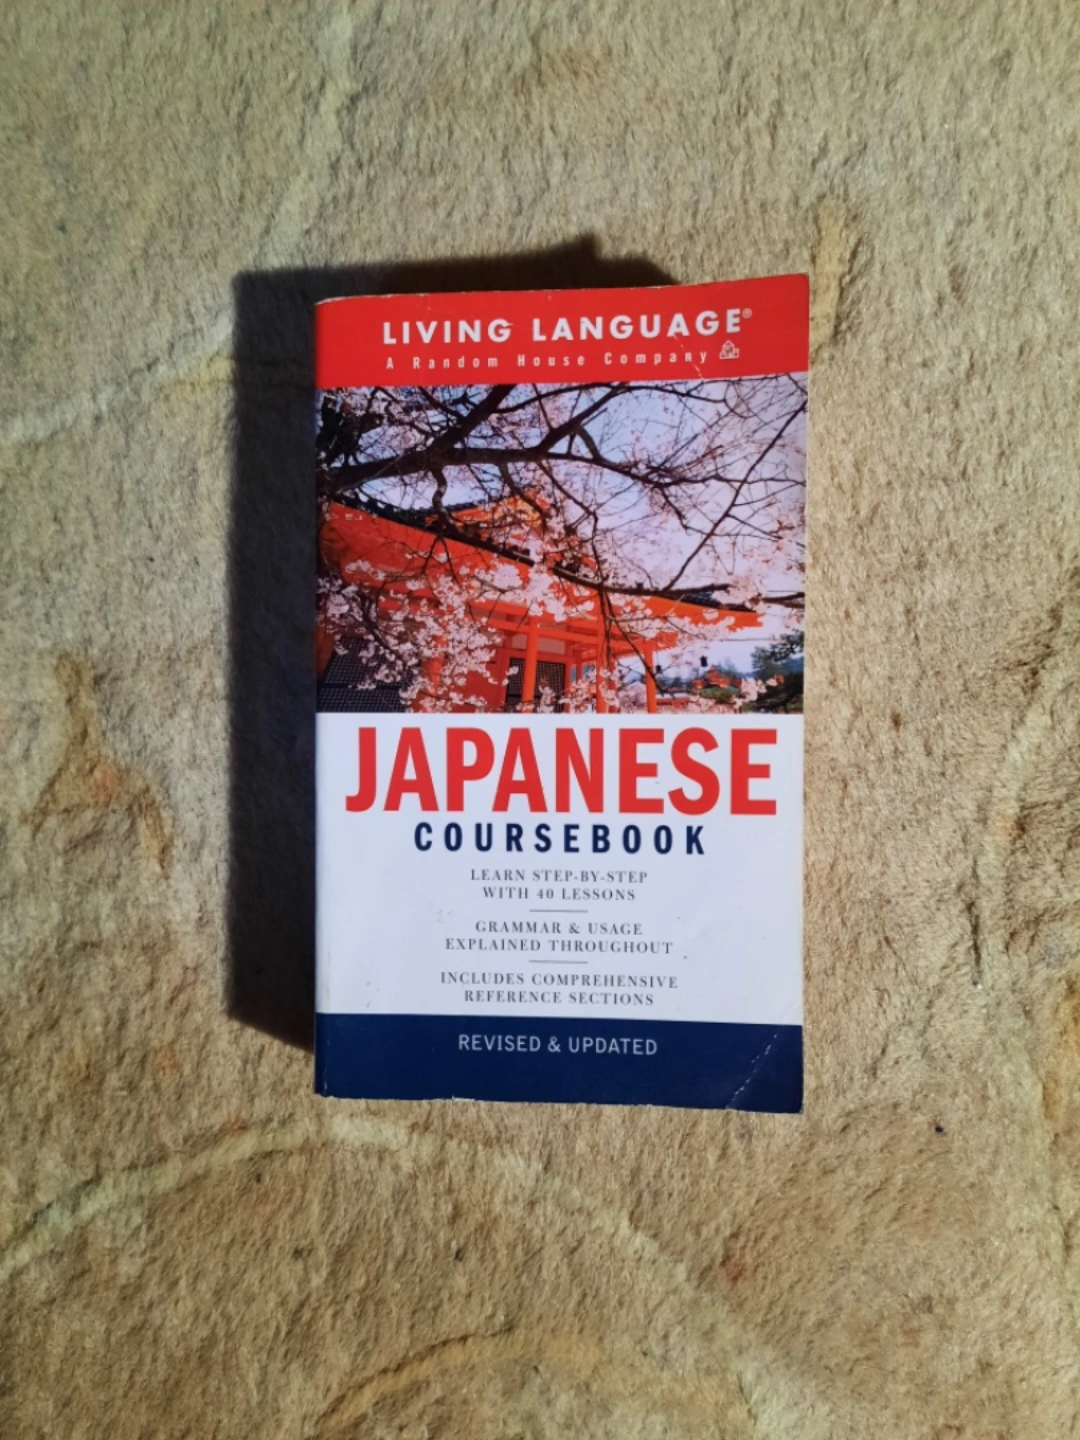 LIVING LANGUAGE®
A Random House Company
JAPANESE
COURSEBOOK
LEARN STEP-BY-STEP
WITH 40 LESSONS
GRAMMAR & USAGE
EXPLAINED THROUGHOUT
INCLUDES COMPREHENSIVE
REFERENCE SECTIONS
REVISED & UPDATED